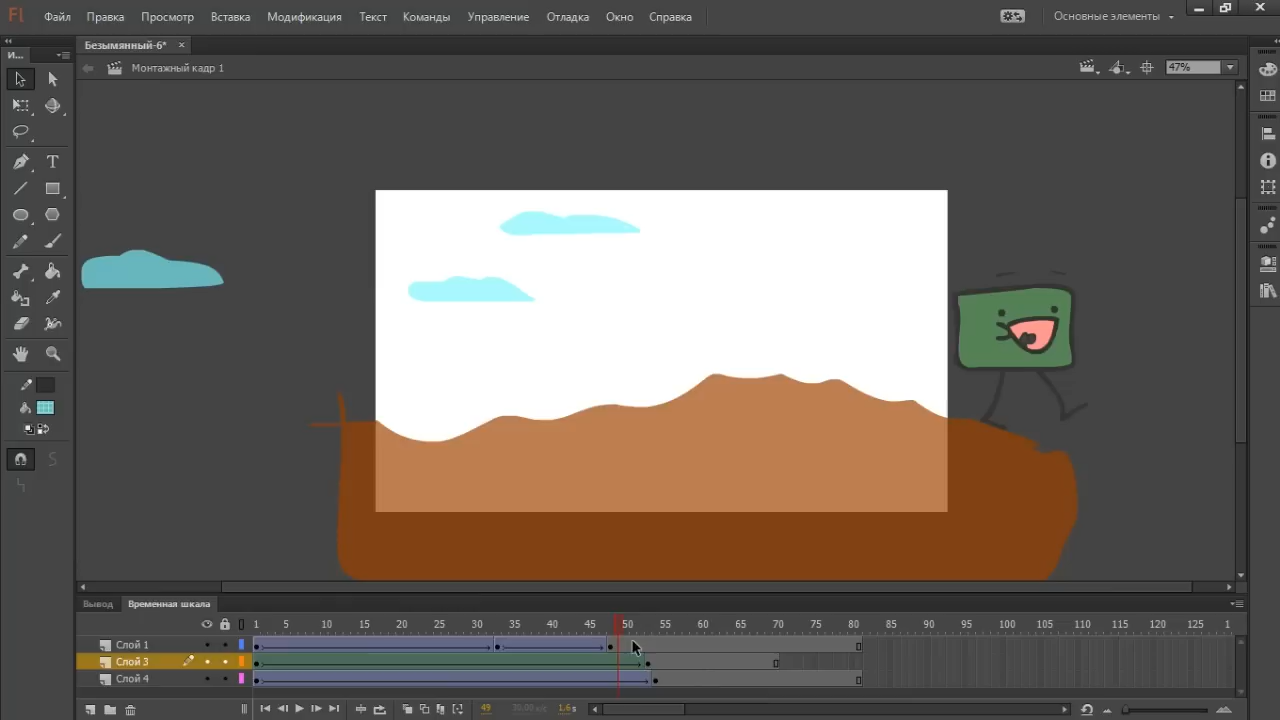 Fl Файл Правка Просмотр Вставка Модификация Текст Команды Управление Отладка Окно Справка Основные элементы
Безымянный-6* ×
И...
Монтажный кадр 1 47%
T
S
Вывод Временная шкала
1 5 10 15 20 25 30 35 40 45 50 55 60 65 70 75 80 85 90 95 100 105 110 115 120 125 1
Слой 1
Слой 3
Слой 4
49 30,00 к/с 1.6 s